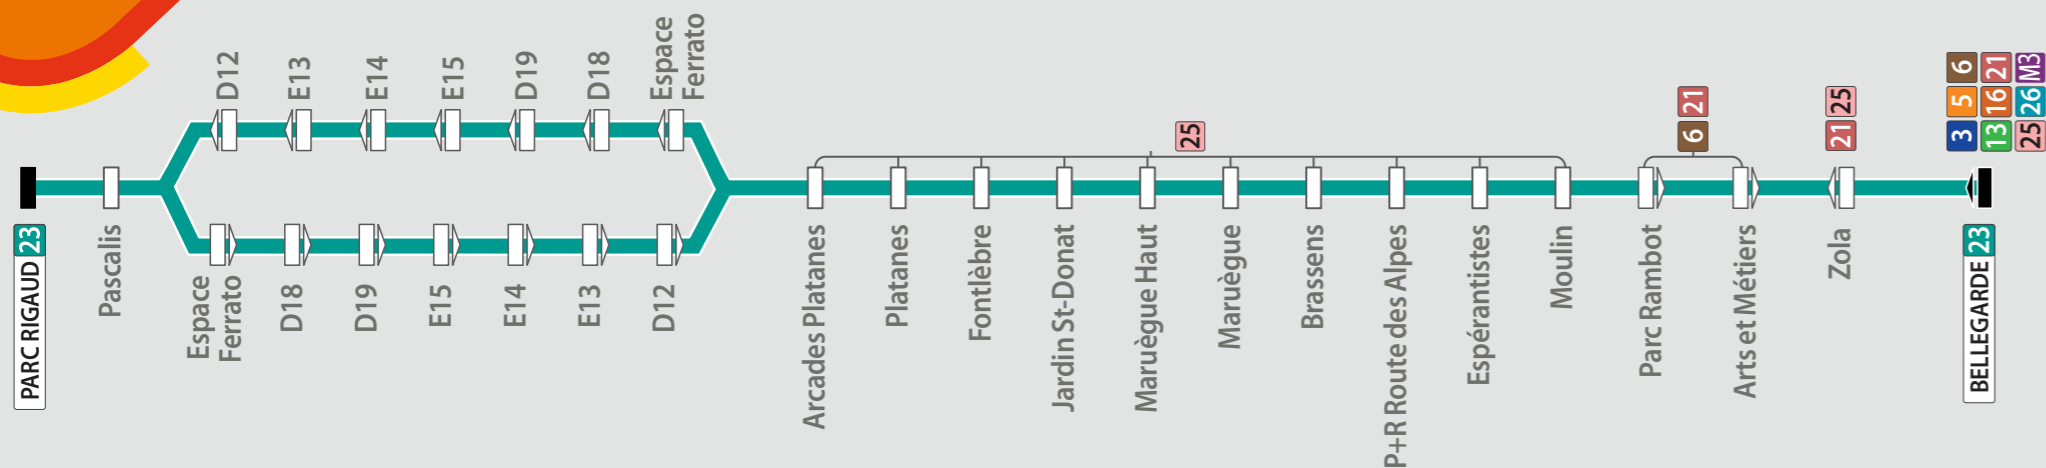 PARC RIGAUD 23
Pascalis
D12
E13
E14
E15
D19
D18
Espace
Ferrato
Espace
Ferrato
D18
D19
E15
E14
E13
D12
Arcades Platanes
Platanes
Fontlèbre
Jardin St-Donat
Maruègue Haut
25
Maruègue
Brassens
P+R Route des Alpes
Espérantistes
Moulin
Parc Rambot
6 21
Arts et Métiers
Zola
21 25
3 5 6
13 16 21
25 26 M3
BELLEGARDE 23